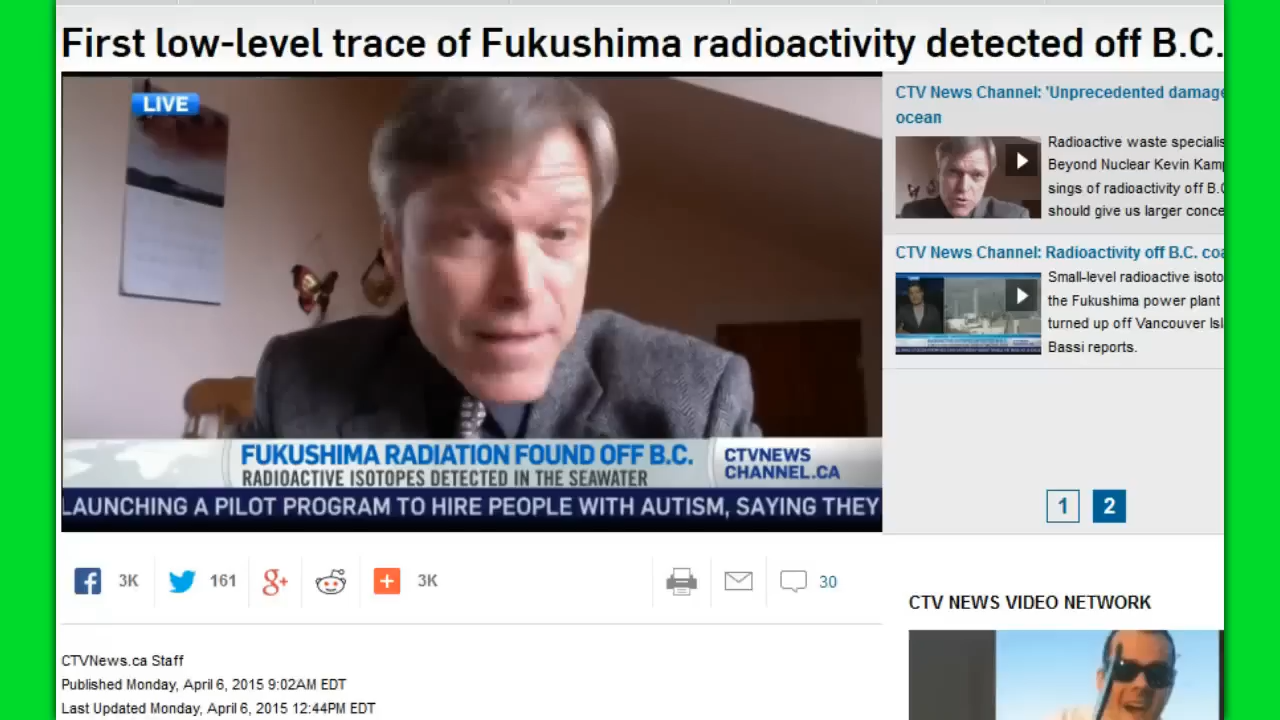 First low-level trace of Fukushima radioactivity detected off B.C.
LIVE
FUKUSHIMA RADIATION FOUND OFF B.C.
RADIOACTIVE ISOTOPES DETECTED IN THE SEAWATER
CTVNEWS
CHANNEL.CA
LAUNCHING A PILOT PROGRAM TO HIRE PEOPLE WITH AUTISM, SAYING THEY
CTV News Channel: 'Unprecedented damage
ocean
Radioactive waste specialis
Beyond Nuclear Kevin Kamp
sings of radioactivity off B.C
should give us larger conce
CTV News Channel: Radioactivity off B.C. coa
Small-level radioactive isoto
the Fukushima power plant
turned up off Vancouver Isl
Bassi reports.
1 2
3K 161 g+ 3K 30
CTV NEWS VIDEO NETWORK
CTVNews.ca Staff
Published Monday, April 6, 2015 9:02AM EDT
Last Updated Monday, April 6, 2015 12:44PM EDT